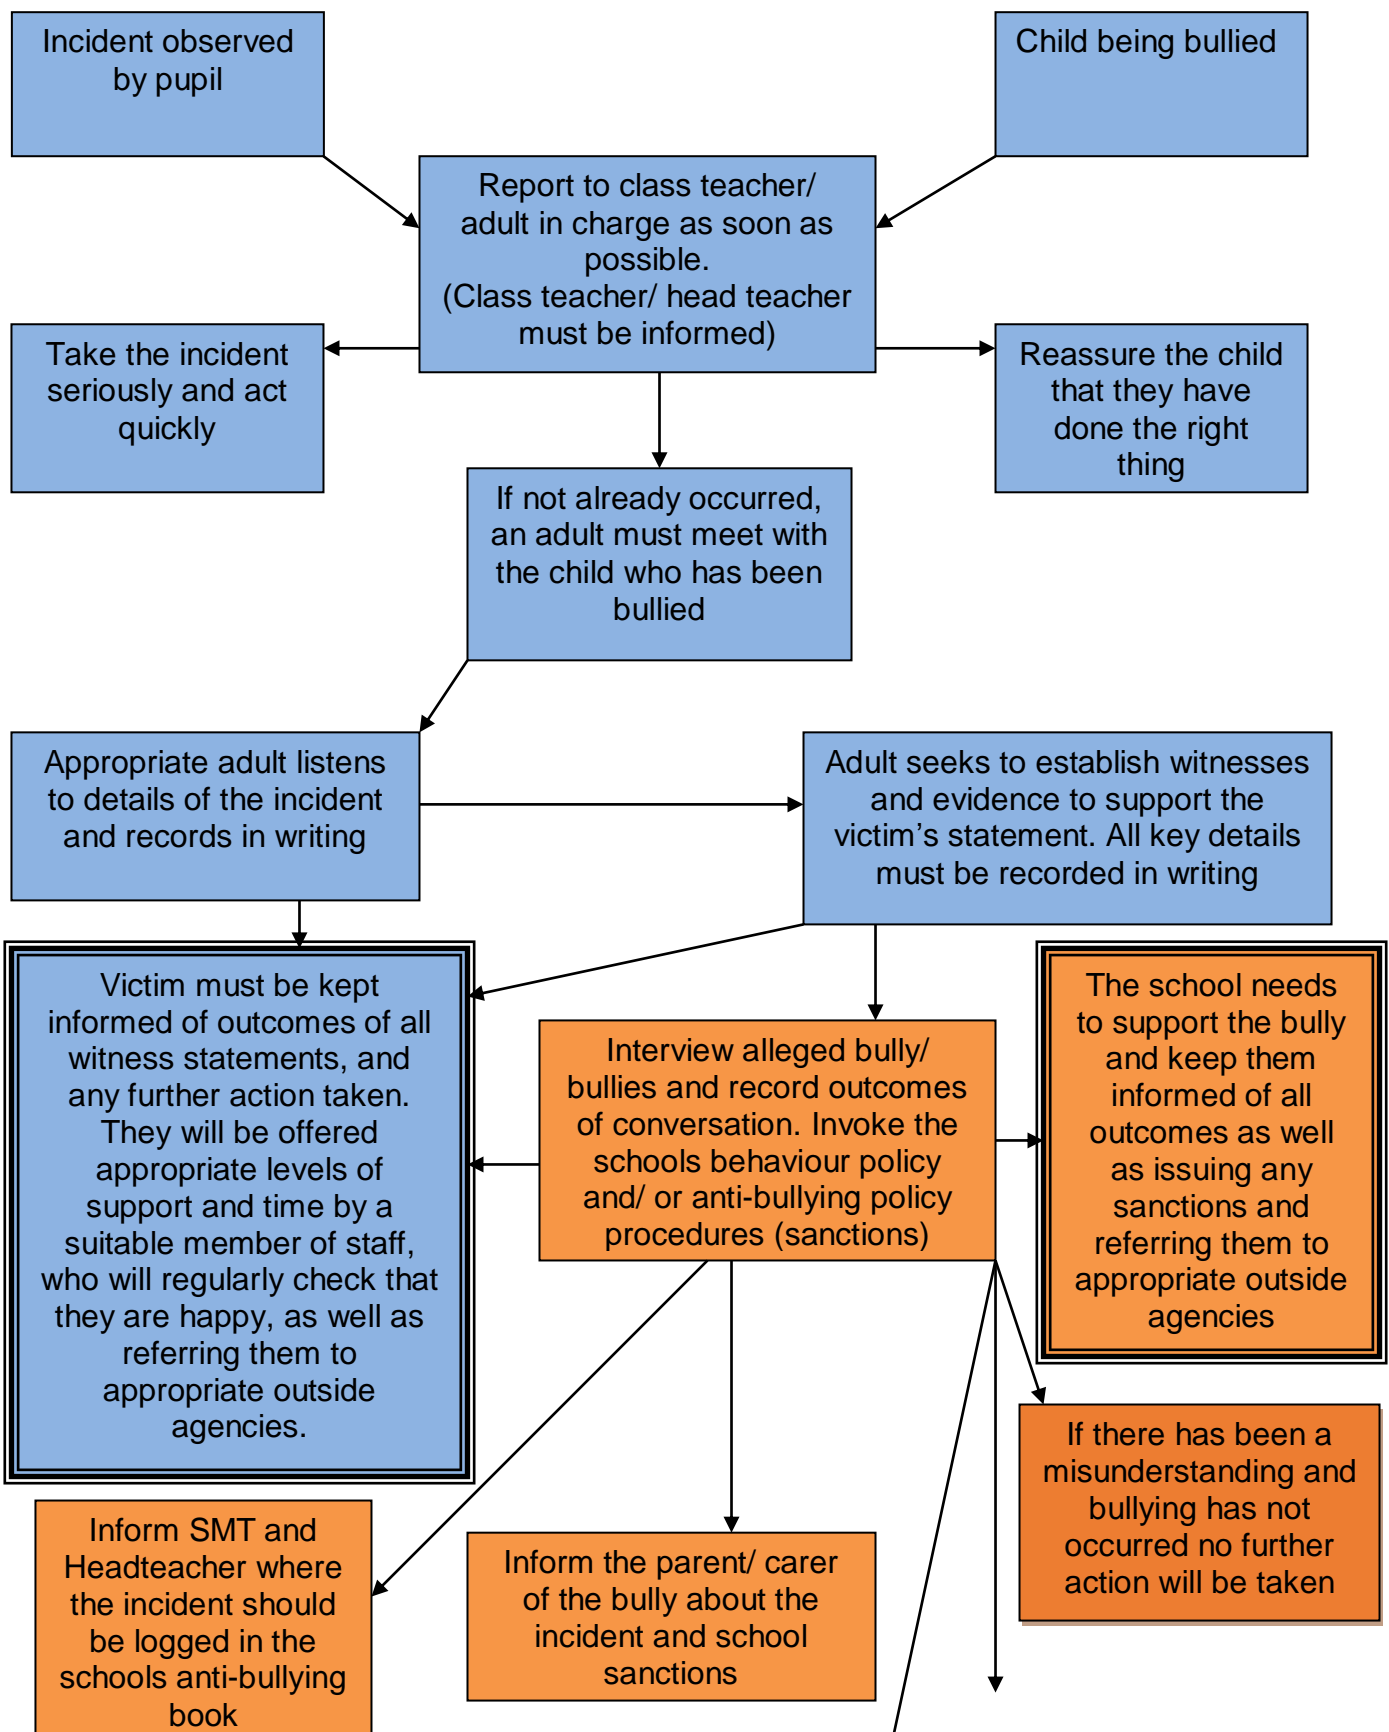 Incident observed
by pupil
Child being bullied
Report to class teacher/
adult in charge as soon as
possible.
(Class teacher/ head teacher
must be informed)
Take the incident
seriously and act
quickly
Reassure the child
that they have
done the right
thing
If not already occurred,
an adult must meet with
the child who has been
bullied
Appropriate adult listens
to details of the incident
and records in writing
Adult seeks to establish witnesses
and evidence to support the
victim’s statement. All key details
must be recorded in writing
Victim must be kept
informed of outcomes of all
witness statements, and
any further action taken.
They will be offered
appropriate levels of
support and time by a
suitable member of staff,
who will regularly check that
they are happy, as well as
referring them to
appropriate outside
agencies.
Interview alleged bully/
bullies and record outcomes
of conversation. Invoke the
schools behaviour policy
and/ or anti-bullying policy
procedures (sanctions)
The school needs
to support the bully
and keep them
informed of all
outcomes as well
as issuing any
sanctions and
referring them to
appropriate outside
agencies
If there has been a
misunderstanding and
bullying has not
occurred no further
action will be taken
Inform SMT and
Headteacher where
the incident should
be logged in the
schools anti-bullying
book
Inform the parent/ carer
of the bully about the
incident and school
sanctions